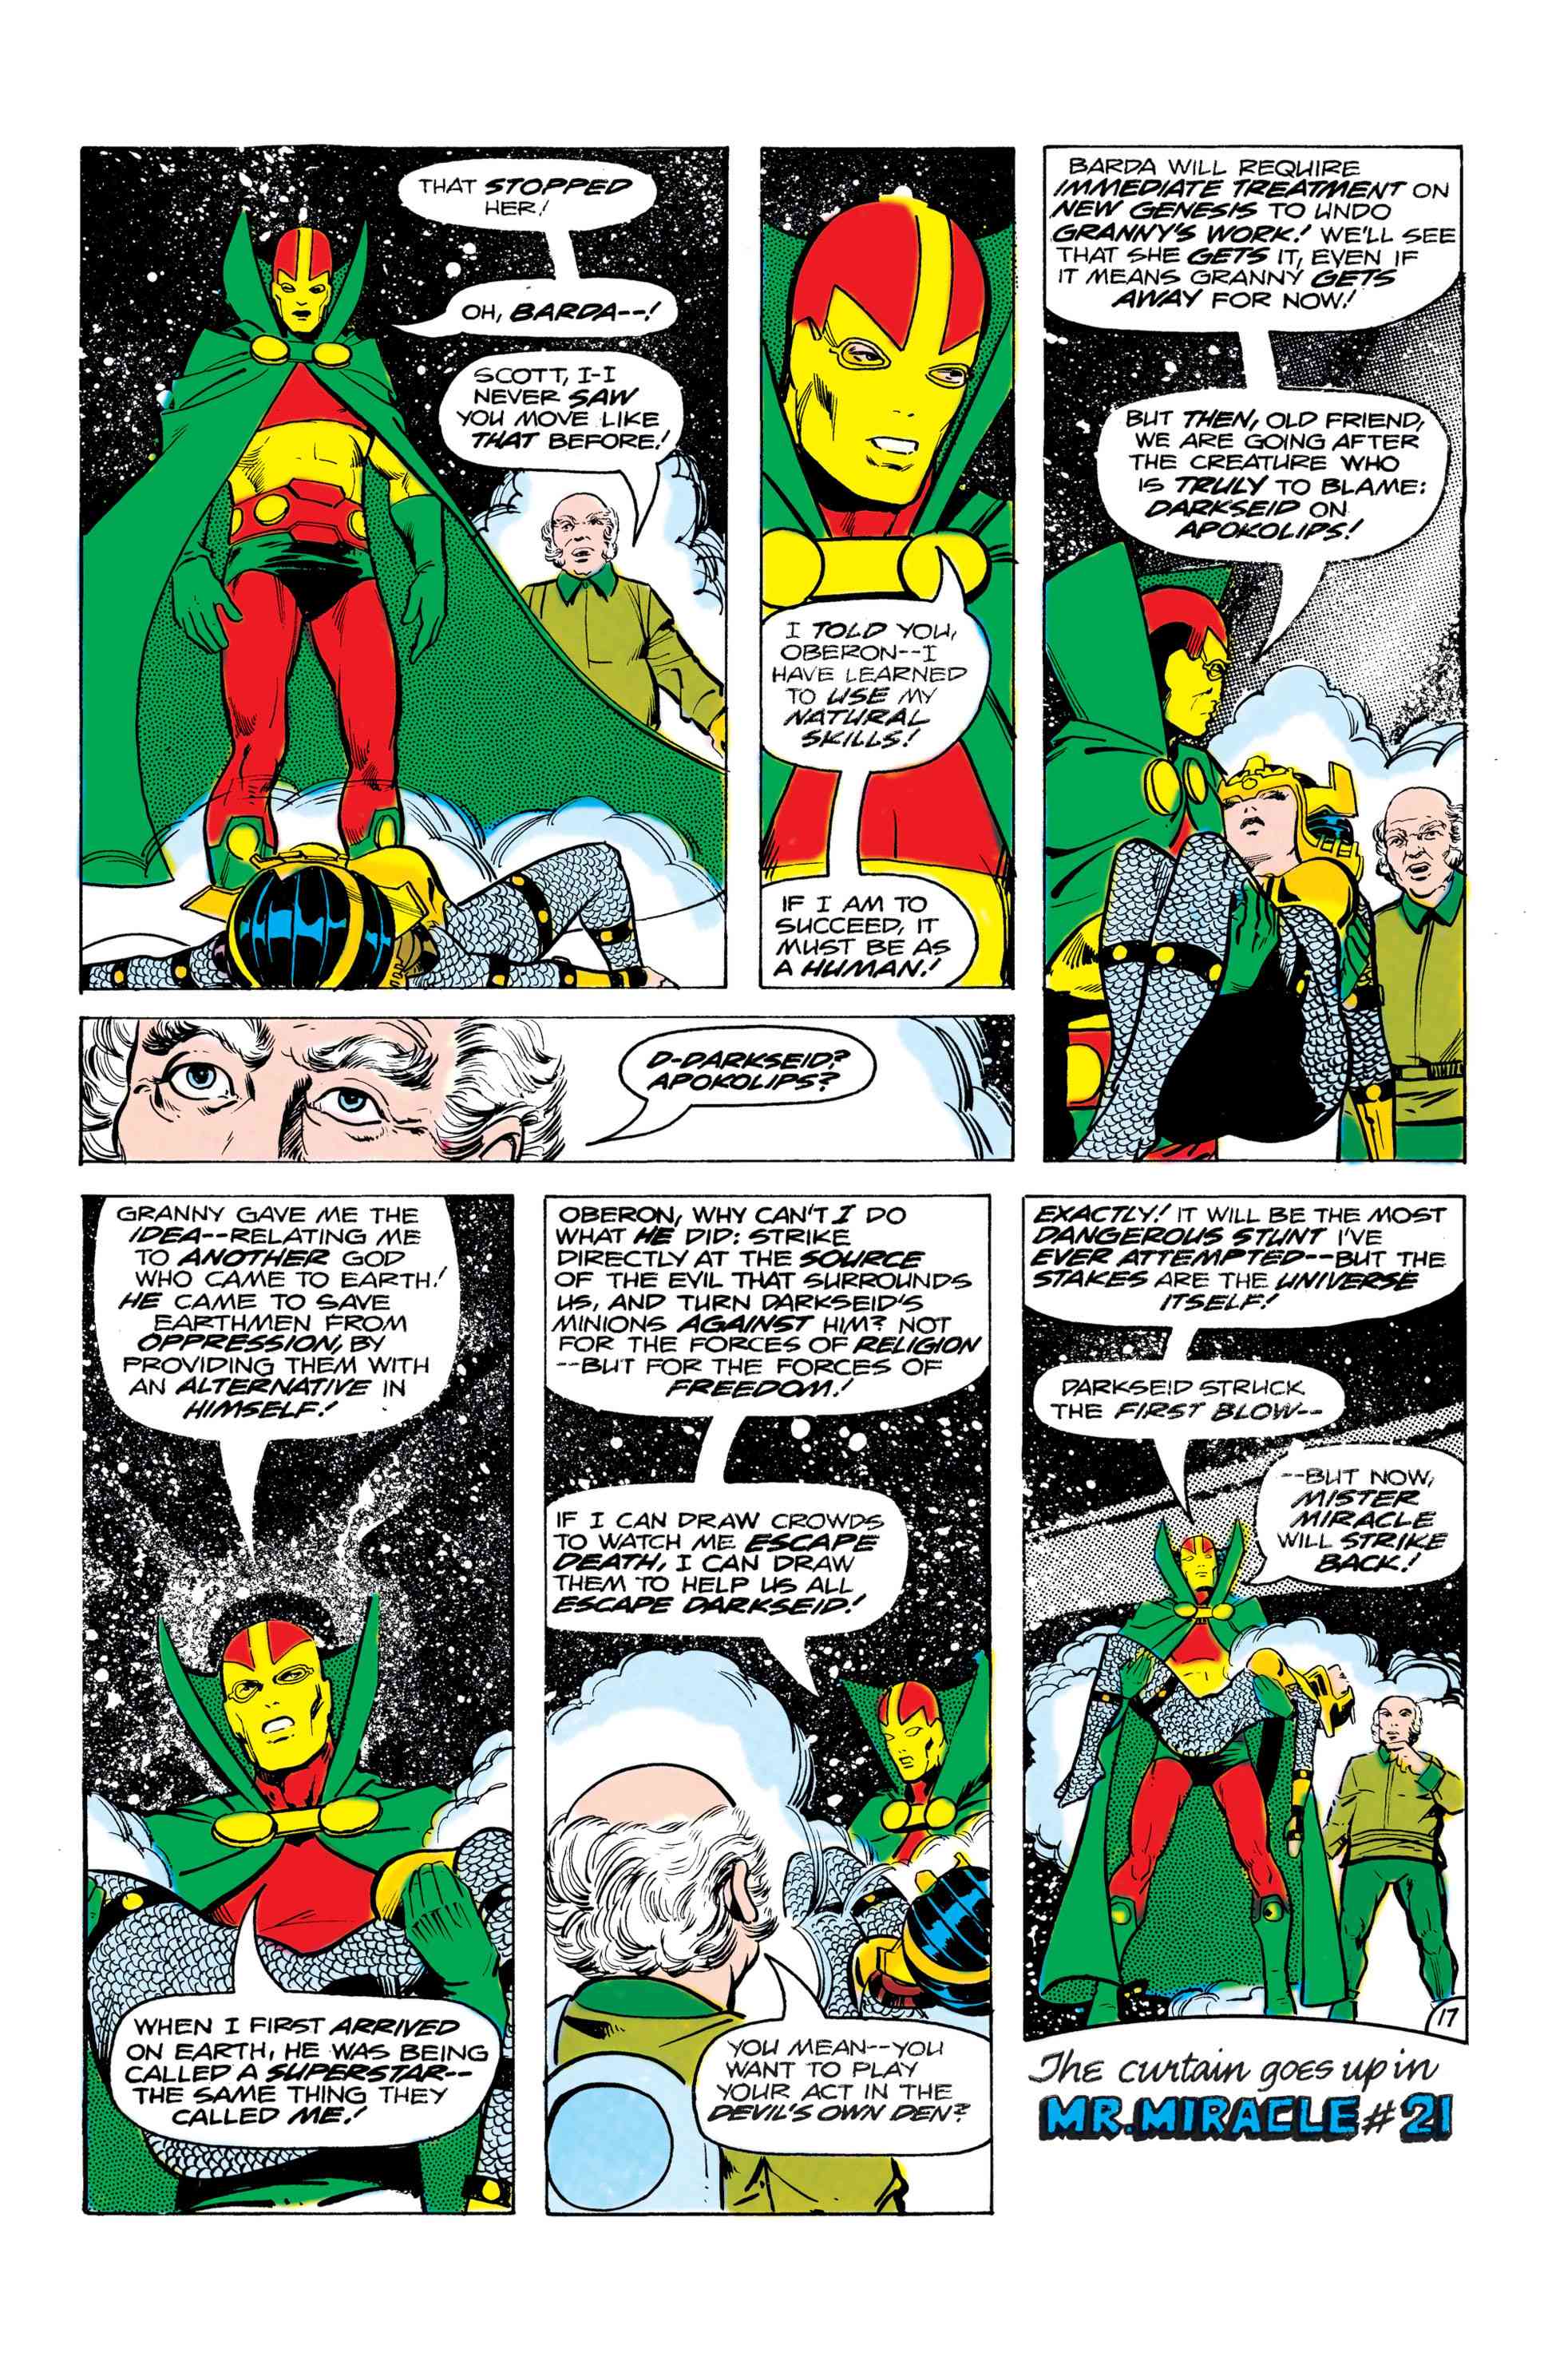 THAT STOPPED
HER!
OH, BARDA--!
SCOTT, I-I
NEVER SAW
YOU MOVE LIKE
THAT BEFORE!
I TOLD YOU,
OBERON--I
HAVE LEARNED
TO USE MY
NATURAL
SKILLS!
IF I AM TO
SUCCEED, IT
MUST BE AS
A HUMAN!
BARDA WILL REQUIRE
IMMEDIATE TREATMENT ON
NEW GENESIS TO UNDO
GRANNY'S WORK! WE'LL SEE
THAT SHE GETS IT, EVEN IF
IT MEANS GRANNY GETS
AWAY FOR NOW!
BUT THEN, OLD FRIEND,
WE ARE GOING AFTER
THE CREATURE WHO
IS TRULY TO BLAME:
DARKSEID ON
APOKOLIPS!
D-DARKSEID?
APOKOLIPS?
GRANNY GAVE ME THE
IDEA--RELATING ME
TO ANOTHER GOD
WHO CAME TO EARTH!
HE CAME TO SAVE
EARTHMEN FROM
OPPRESSION, BY
PROVIDING THEM WITH
AN ALTERNATIVE IN
HIMSELF!
WHEN I FIRST ARRIVED
ON EARTH, HE WAS BEING
CALLED A SUPERSTAR--
THE SAME THING THEY
CALLED ME!
OBERON, WHY CAN'T I DO
WHAT HE DID: STRIKE
DIRECTLY AT THE SOURCE
OF THE EVIL THAT SURROUNDS
US, AND TURN DARKSEID'S
MINIONS AGAINST HIM? NOT
FOR THE FORCES OF RELIGION
--BUT FOR THE FORCES OF
FREEDOM!
IF I CAN DRAW CROWDS
TO WATCH ME ESCAPE
DEATH, I CAN DRAW
THEM TO HELP US ALL
ESCAPE DARKSEID!
YOU MEAN--YOU
WANT TO PLAY
YOUR ACT IN THE
DEVIL'S OWN DEN?
EXACTLY! IT WILL BE THE MOST
DANGEROUS STUNT I'VE
EVER ATTEMPTED--BUT THE
STAKES ARE THE UNIVERSE
ITSELF!
DARKSEID STRUCK
THE FIRST BLOW--
--BUT NOW,
MISTER
MIRACLE
WILL STRIKE
BACK!
17
The curtain goes up in
MR. MIRACLE #21